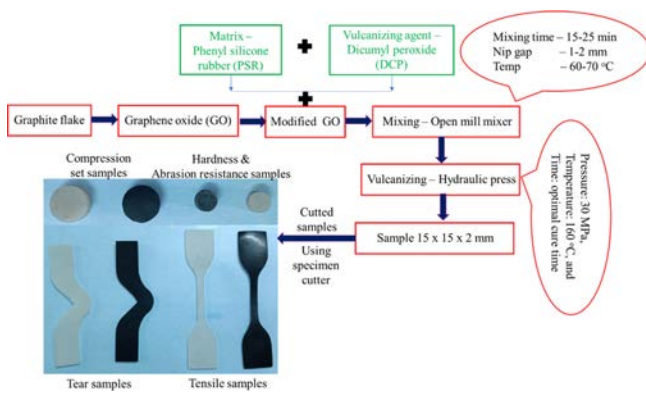 Matrix –
Phenyl silicone
rubber (PSR)
Vulcanizing agent –
Dicumyl peroxide
(DCP)
Mixing time – 15-25 min
Nip gap – 1-2 mm
Temp – 60-70 °C
Graphite flake
Graphene oxide (GO)
Modified GO
Mixing – Open mill mixer
Vulcanizing – Hydraulic press
Pressure: 30 MPa,
Temperature: 160 °C, and
Time: optimal cure time
Sample 15 x 15 x 2 mm
Cutted
samples
Using
specimen
cutter
Compression
set samples
Hardness &
Abrasion resistance samples
Tear samples
Tensile samples